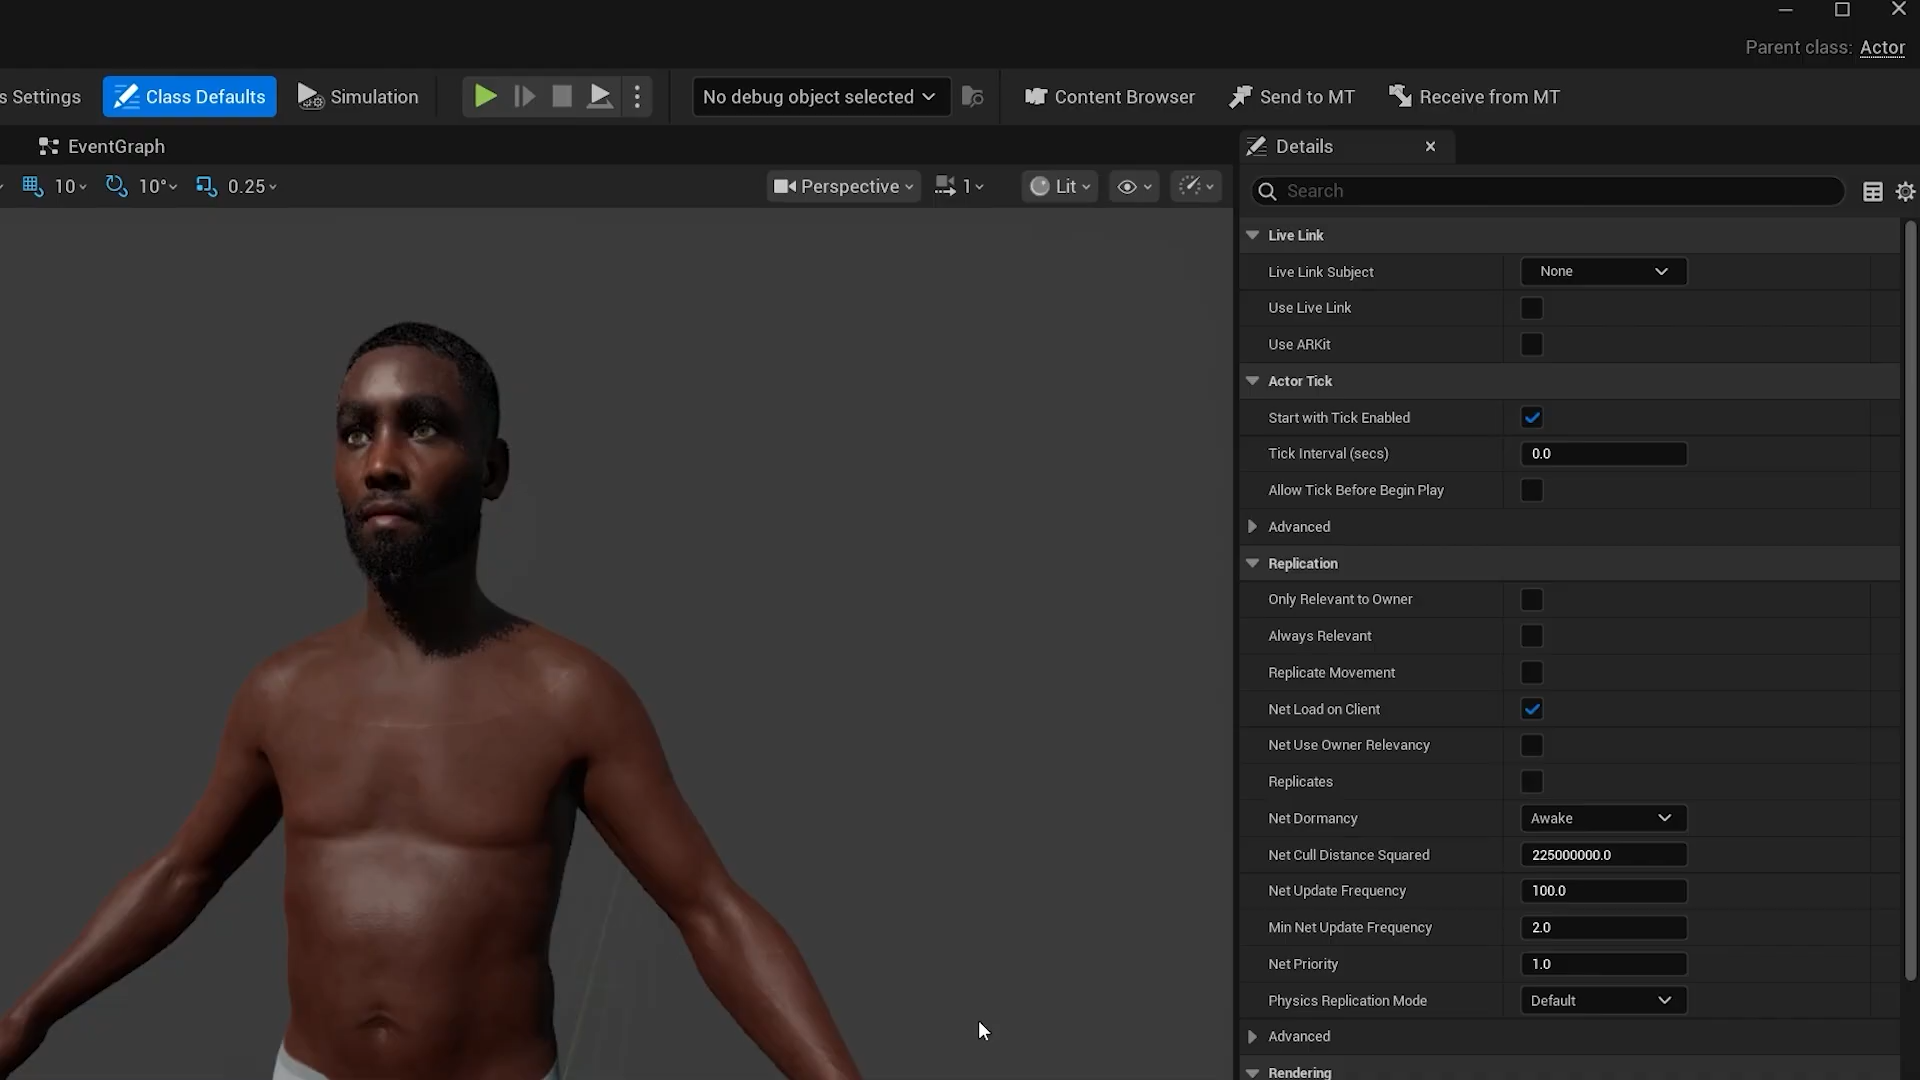 Parent class: Actor
s Settings
Class Defaults
Simulation
No debug object selected
Content Browser
Send to MT
Receive from MT
EventGraph
Details
10
10°
0.25
Perspective
1
Lit
Search
Live Link
Live Link Subject
None
Use Live Link
Use ARKit
Actor Tick
Start with Tick Enabled
Tick Interval (secs)
0.0
Allow Tick Before Begin Play
Advanced
Replication
Only Relevant to Owner
Always Relevant
Replicate Movement
Net Load on Client
Net Use Owner Relevancy
Replicates
Net Dormancy
Awake
Net Cull Distance Squared
225000000.0
Net Update Frequency
100.0
Min Net Update Frequency
2.0
Net Priority
1.0
Physics Replication Mode
Default
Advanced
Rendering